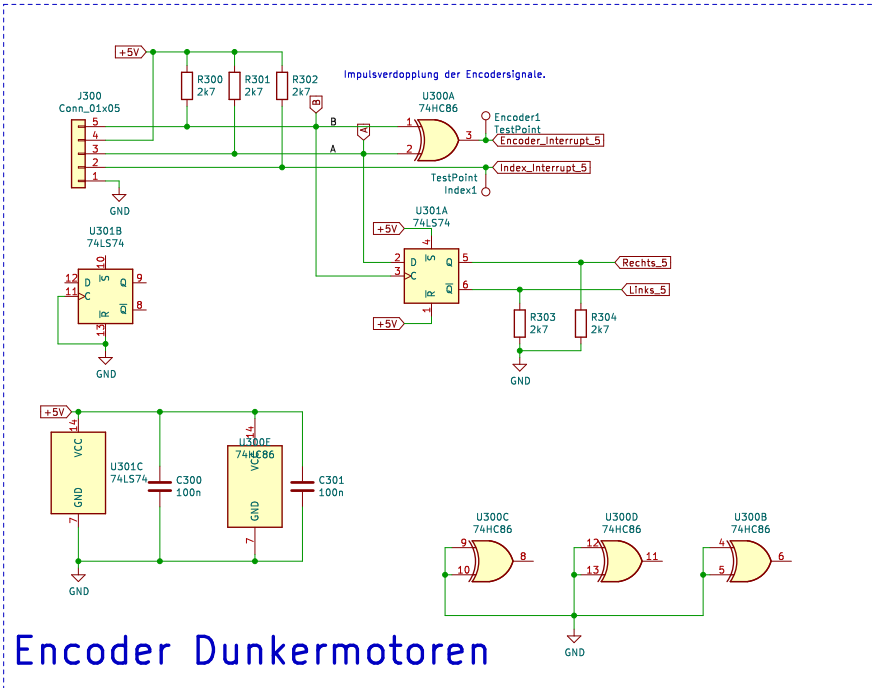 +5V
R300
2k7
R301
2k7
R302
2k7
Impulsverdopplung der Encodersignale.
J300
Conn_01x05
5
4
3
2
1
GND
B
A
B
A
U300A
74HC86
1
2
3
Encoder1
TestPoint
Encoder_Interrupt_5
Index_Interrupt_5
TestPoint
Index1
U301A
74LS74
+5V
4
2
3
D
C
S
R
Q
Q
5
6
1
+5V
Rechts_5
Links_5
R303
2k7
R304
2k7
GND
U301B
74LS74
10
12
11
D
C
S
R
Q
Q
9
8
13
GND
+5V
14
VCC
GND
7
U301C
74LS74
C300
100n
14
U300E
74HC86
VCC
GND
7
C301
100n
GND
U300C
74HC86
9
10
8
U300D
74HC86
12
13
11
U300B
74HC86
4
5
6
GND
Encoder Dunkermotoren